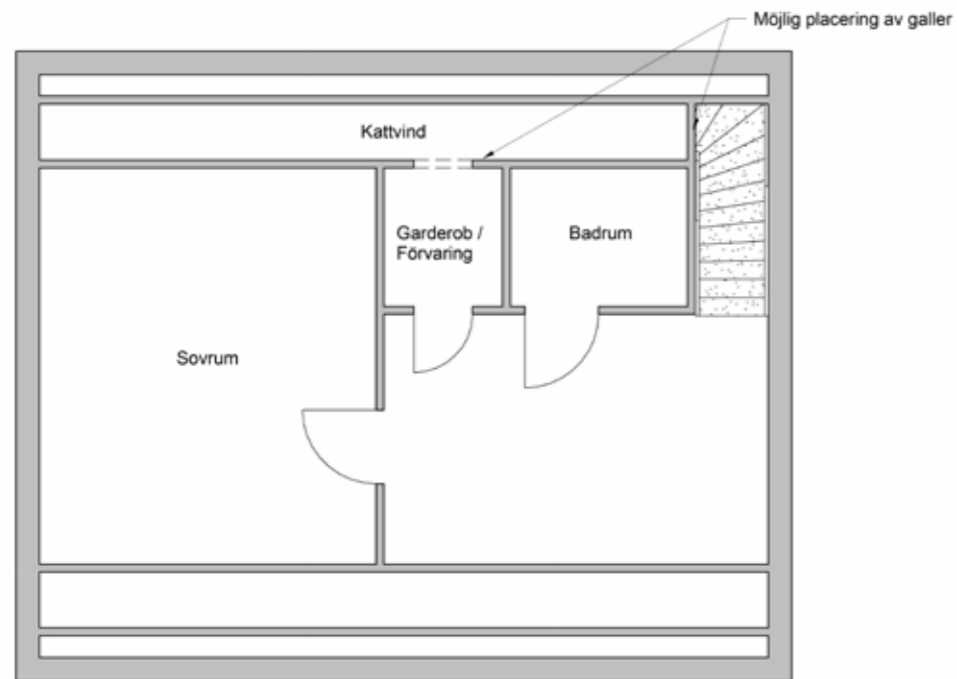 Möjlig placering av galler
Kattvind
Garderob /
Förvaring
Badrum
Sovrum